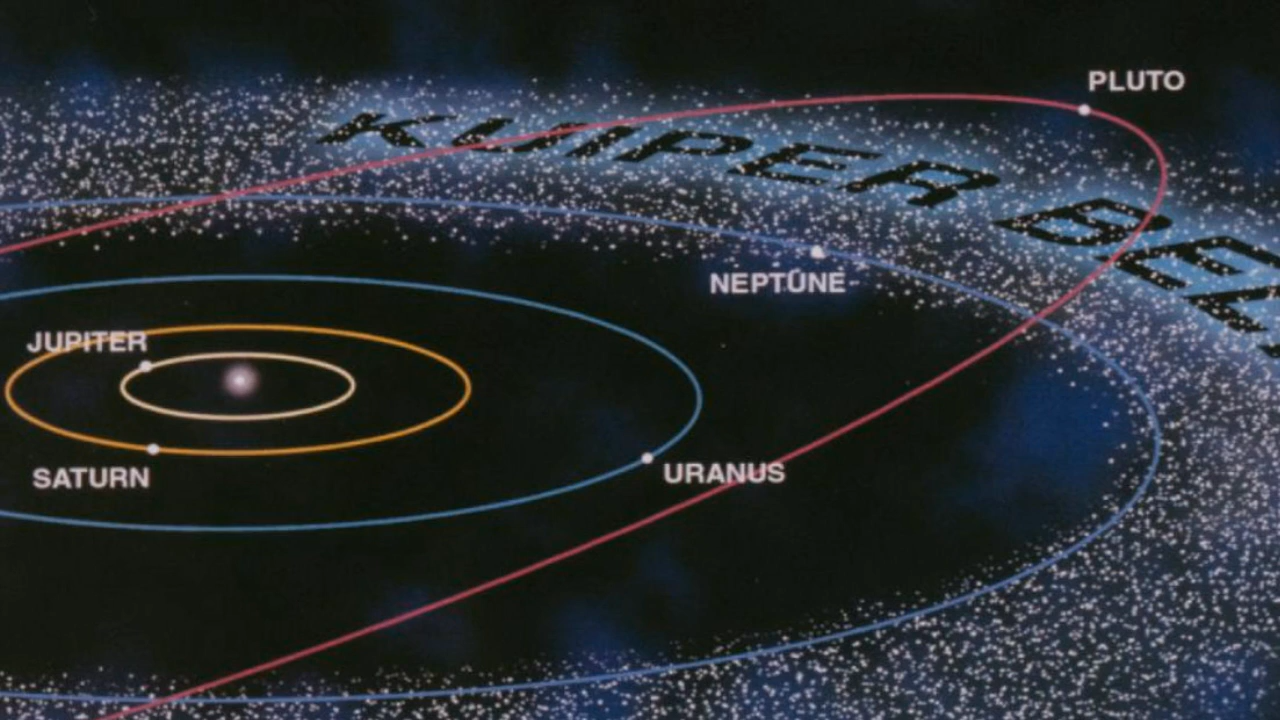 PLUTO
KUIPER BEL
NEPTUNE
JUPITER
SATURN
URANUS